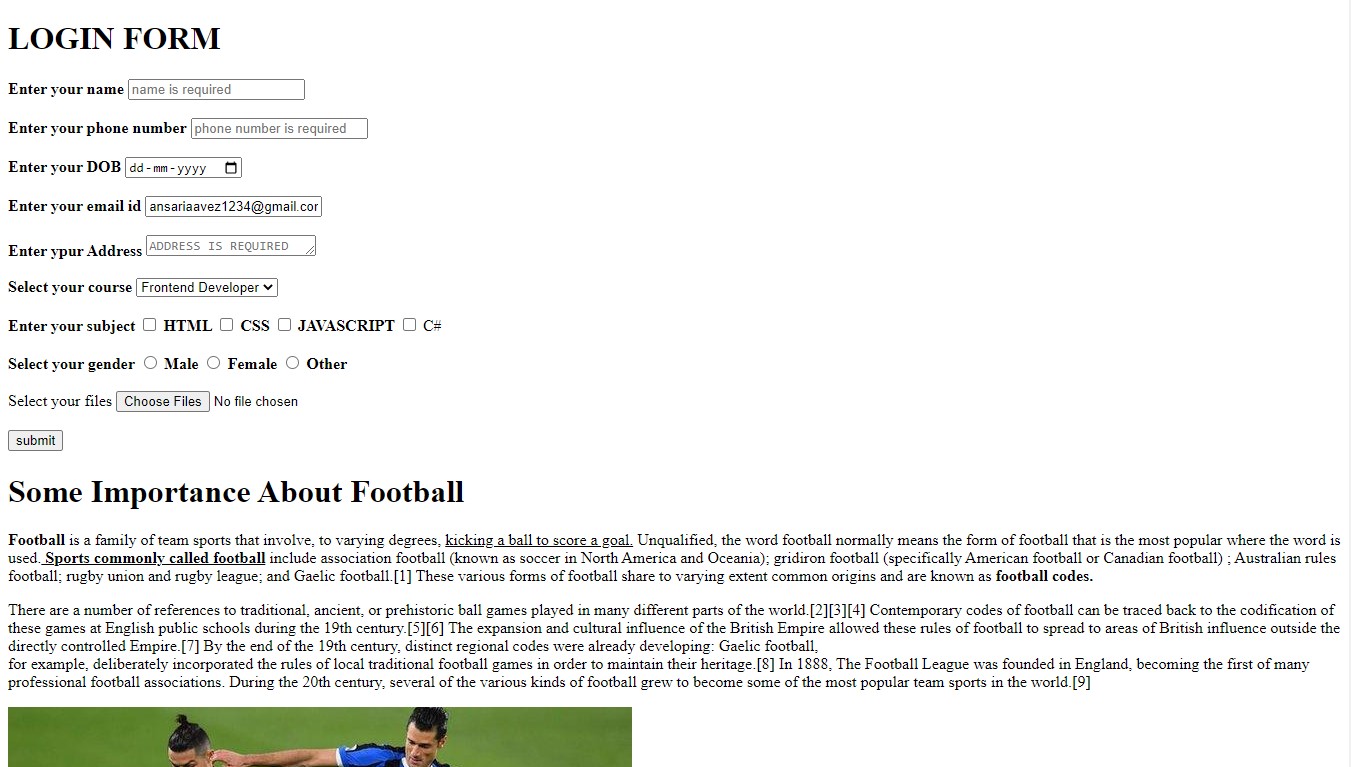 LOGIN FORM
Enter your name name is required
Enter your phone number phone number is required
Enter your DOB dd-mm-yyyy
Enter your email id ansariaavez1234@gmail.cor
Enter ypur Address ADDRESS IS REQUIRED
Select your course Frontend Developer
Enter your subject HTML CSS JAVASCRIPT C#
Select your gender Male Female Other
Select your files Choose Files No file chosen
submit
Some Importance About Football
Football is a family of team sports that involve, to varying degrees, kicking a ball to score a goal. Unqualified, the word football normally means the form of football that is the most popular where the word is
used. Sports commonly called football include association football (known as soccer in North America and Oceania); gridiron football (specifically American football or Canadian football) ; Australian rules
football; rugby union and rugby league; and Gaelic football.[1] These various forms of football share to varying extent common origins and are known as football codes.
There are a number of references to traditional, ancient, or prehistoric ball games played in many different parts of the world.[2][3][4] Contemporary codes of football can be traced back to the codification of
these games at English public schools during the 19th century.[5][6] The expansion and cultural influence of the British Empire allowed these rules of football to spread to areas of British influence outside the
directly controlled Empire.[7] By the end of the 19th century, distinct regional codes were already developing: Gaelic football,
for example, deliberately incorporated the rules of local traditional football games in order to maintain their heritage.[8] In 1888, The Football League was founded in England, becoming the first of many
professional football associations. During the 20th century, several of the various kinds of football grew to become some of the most popular team sports in the world.[9]